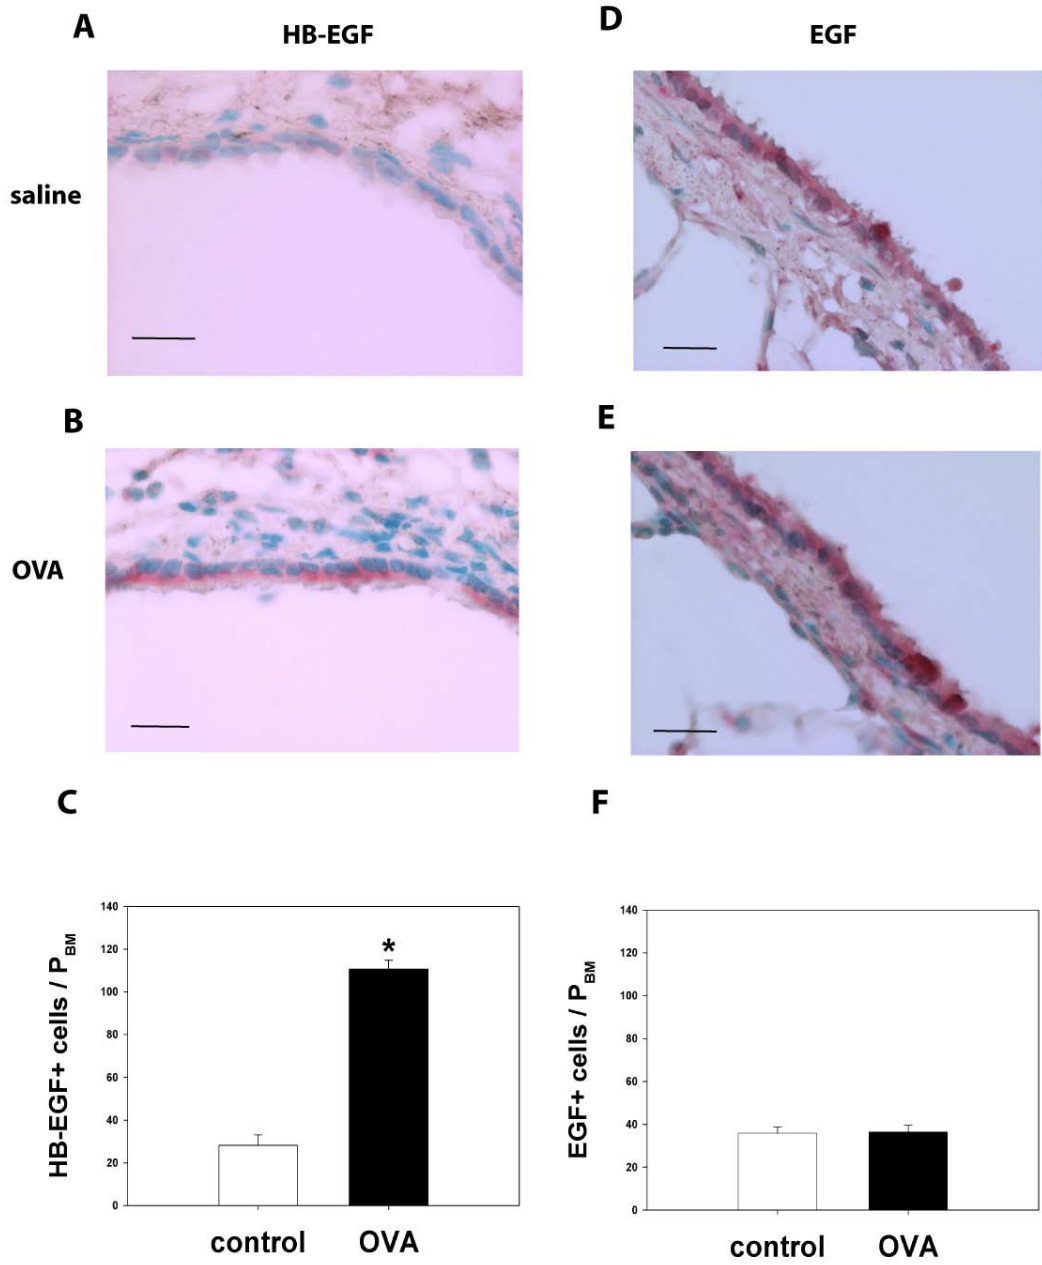 A
HB-EGF
D
EGF
saline
B
E
OVA
C
F
140
120
100
80
60
40
20
0
HB-EGF+ cells / PBM
*
control
OVA
140
120
100
80
60
40
20
0
EGF+ cells / PBM
control
OVA